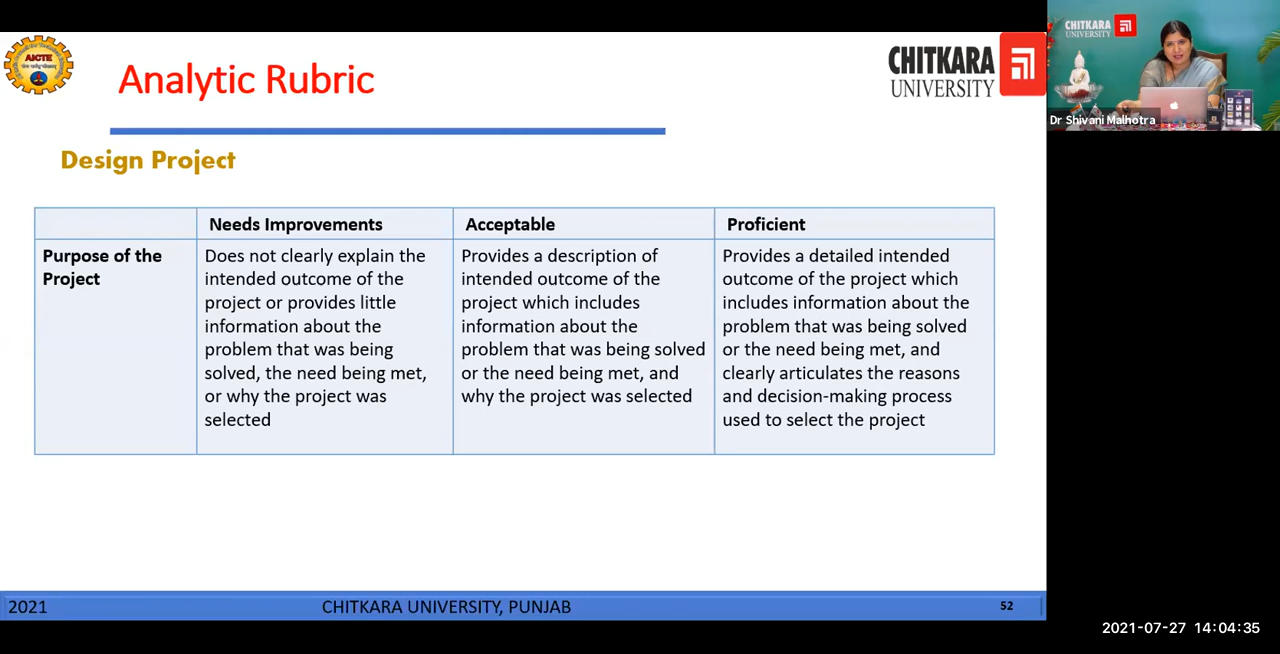 AICTE
Analytic Rubric
CHITKARA
UNIVERSITY
CHITKARA
UNIVERSITY
Dr Shivani Malhotra
Design Project
Needs Improvements
Acceptable
Proficient
Purpose of the
Project
Does not clearly explain the
intended outcome of the
project or provides little
information about the
problem that was being
solved, the need being met,
or why the project was
selected
Provides a description of
intended outcome of the
project which includes
information about the
problem that was being solved
or the need being met, and
why the project was selected
Provides a detailed intended
outcome of the project which
includes information about the
problem that was being solved
or the need being met, and
clearly articulates the reasons
and decision-making process
used to select the project
2021
CHITKARA UNIVERSITY, PUNJAB
52
2021-07-27 14:04:35